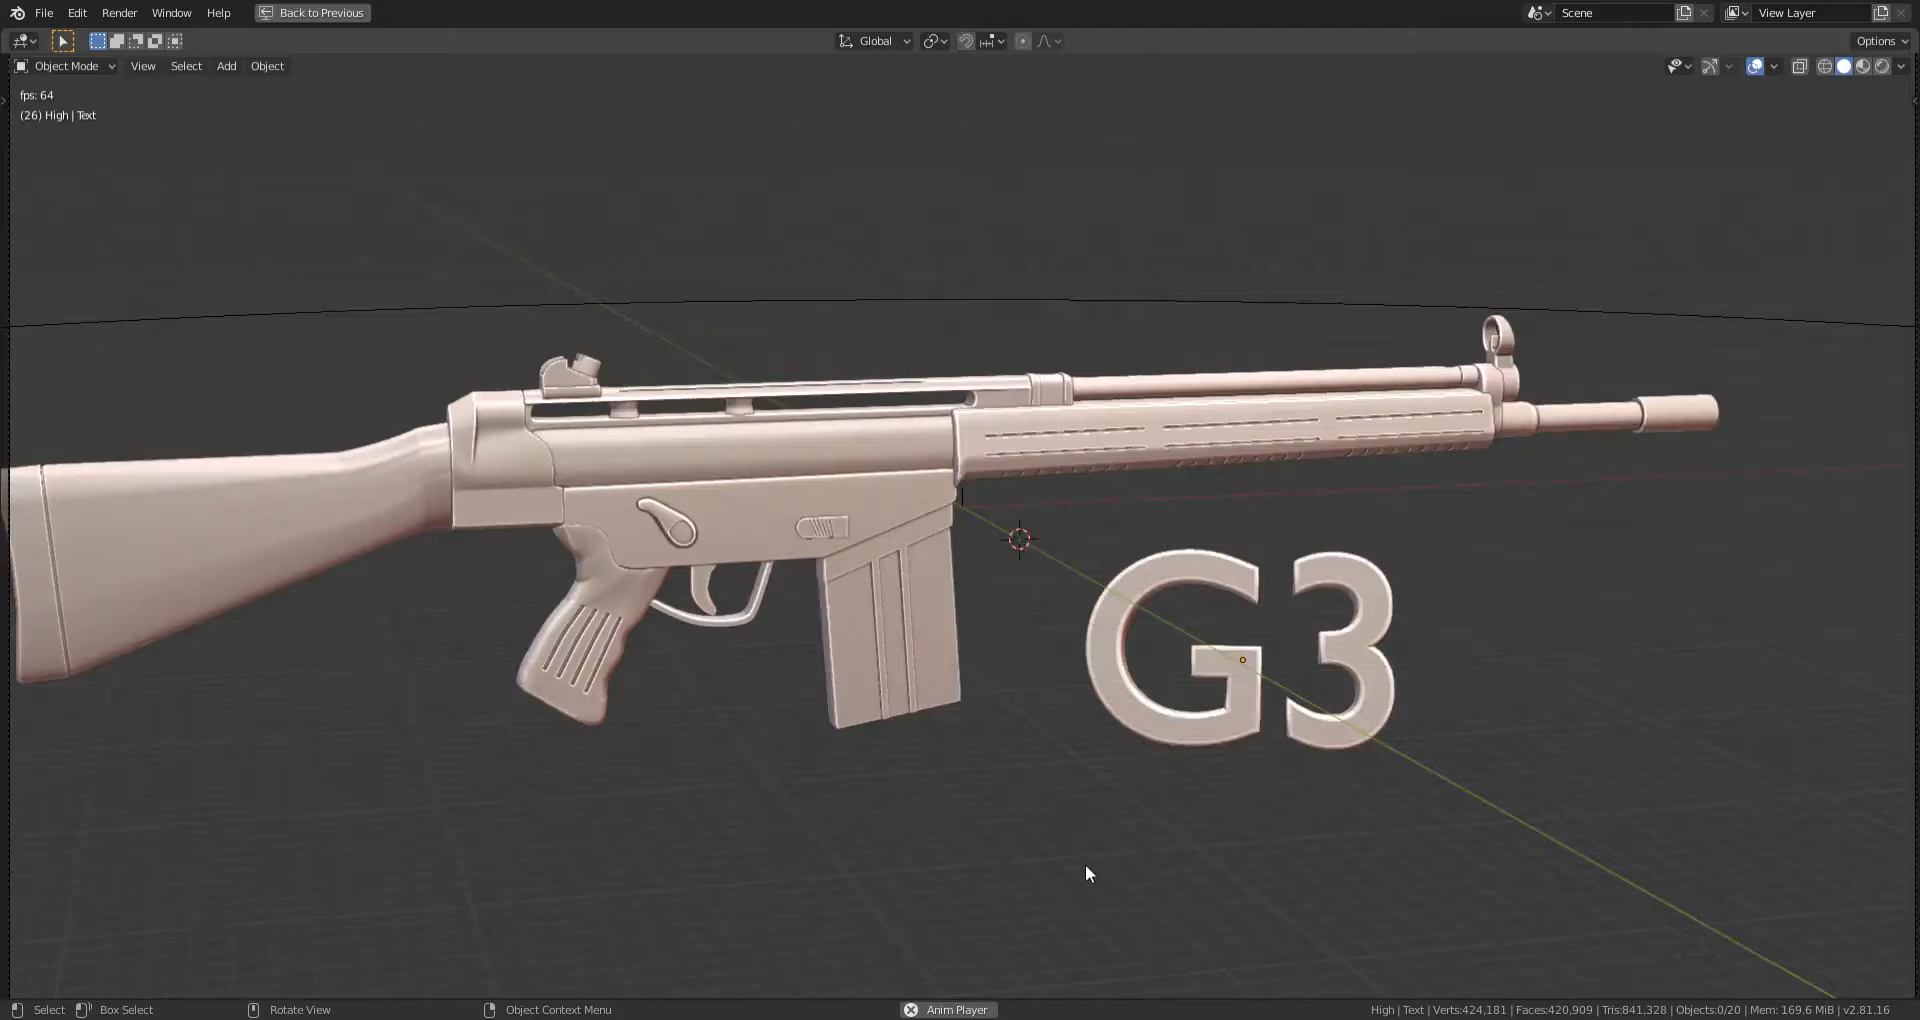 File Edit Render Window Help Back to Previous Scene View Layer
Global Options
Object Mode View Select Add Object
fps: 64
(26) High | Text
G3
Select Box Select Rotate View Object Context Menu Anim Player High | Text | Verts:424,181 | Faces:420,909 | Tris:841,328 | Objects:0/20 | Mem: 169.6 MiB | v2.81.16